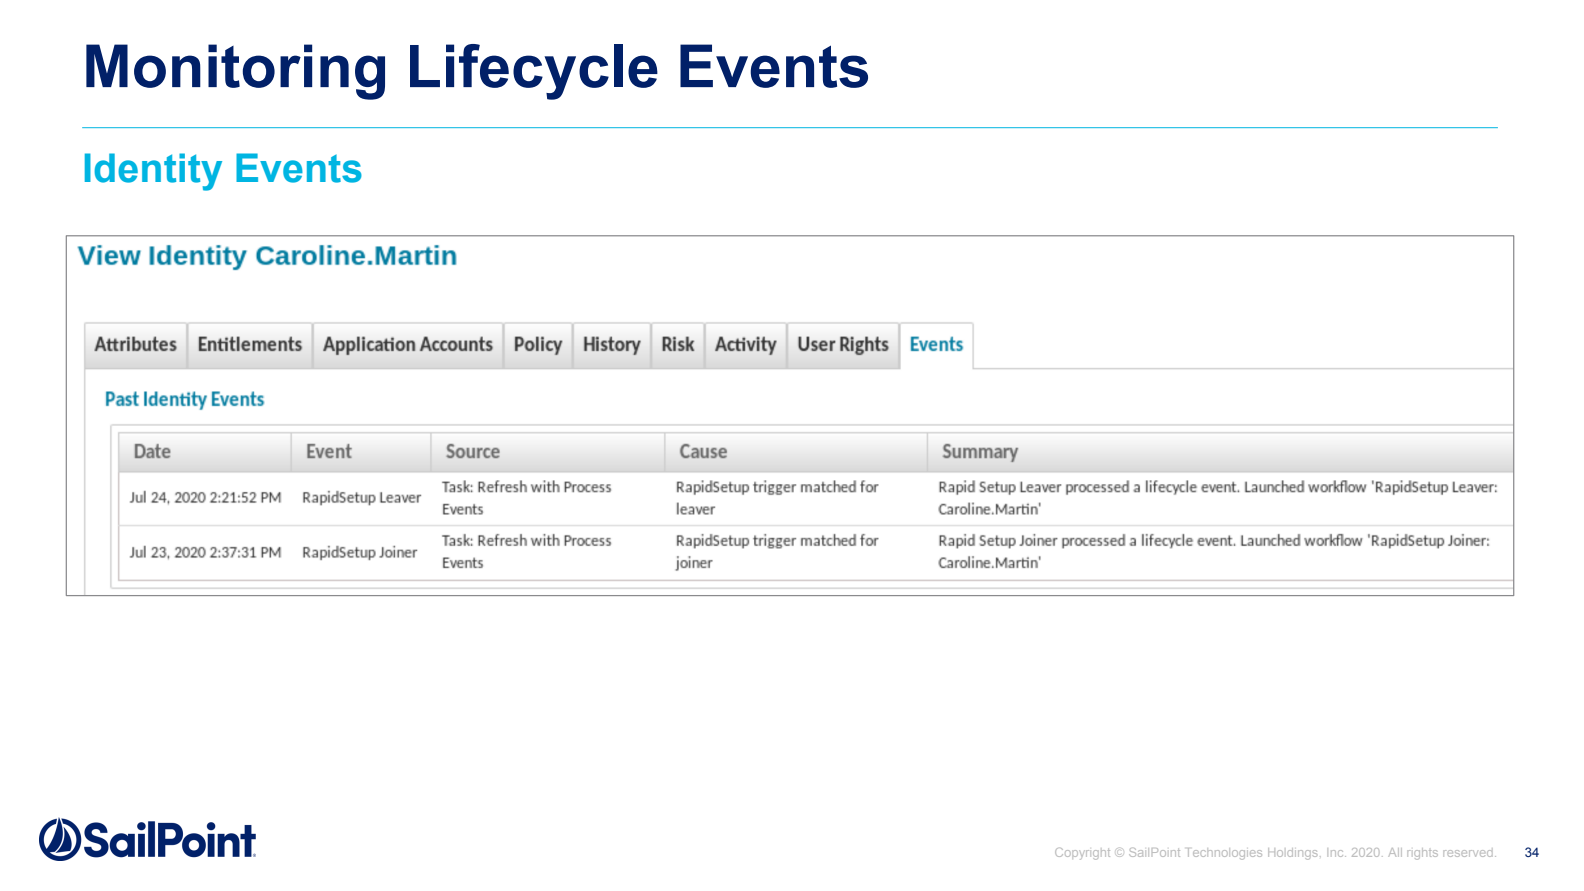 Monitoring Lifecycle Events
Identity Events
View Identity Caroline.Martin
Attributes Entitlements Application Accounts Policy History Risk Activity User Rights Events
Past Identity Events
Date Event Source Cause Summary
Jul 24, 2020 2:21:52 PM RapidSetup Leaver Task: Refresh with Process Events RapidSetup trigger matched for leaver Rapid Setup Leaver processed a lifecycle event. Launched workflow 'RapidSetup Leaver: Caroline.Martin'
Jul 23, 2020 2:37:31 PM RapidSetup Joiner Task: Refresh with Process Events RapidSetup trigger matched for joiner Rapid Setup Joiner processed a lifecycle event. Launched workflow 'RapidSetup Joiner: Caroline.Martin'
SailPoint
Copyright © SailPoint Technologies Holdings, Inc. 2020. All rights reserved. 34